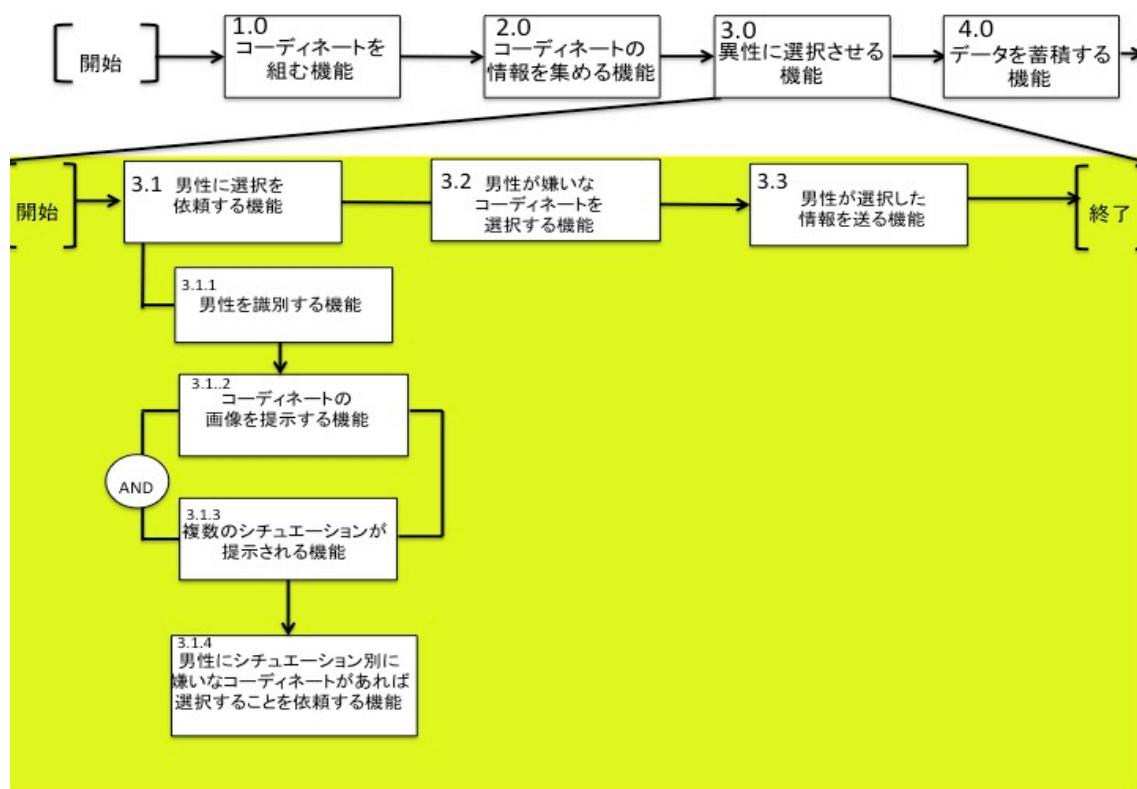 開始
1.0
コーディネートを
組む機能
2.0
コーディネートの
情報を集める機能
3.0
異性に選択させる
機能
4.0
データを蓄積する
機能
開始
3.1 男性に選択を
依頼する機能
3.2 男性が嫌いな
コーディネートを
選択する機能
3.3
男性が選択した
情報を送る機能
終了
3.1.1
男性を識別する機能
3.1..2
コーディネートの
画像を提示する機能
AND
3.1.3
複数のシチュエーションが
提示される機能
3.1.4
男性にシチュエーション別に
嫌いなコーディネートがあれば
選択することを依頼する機能